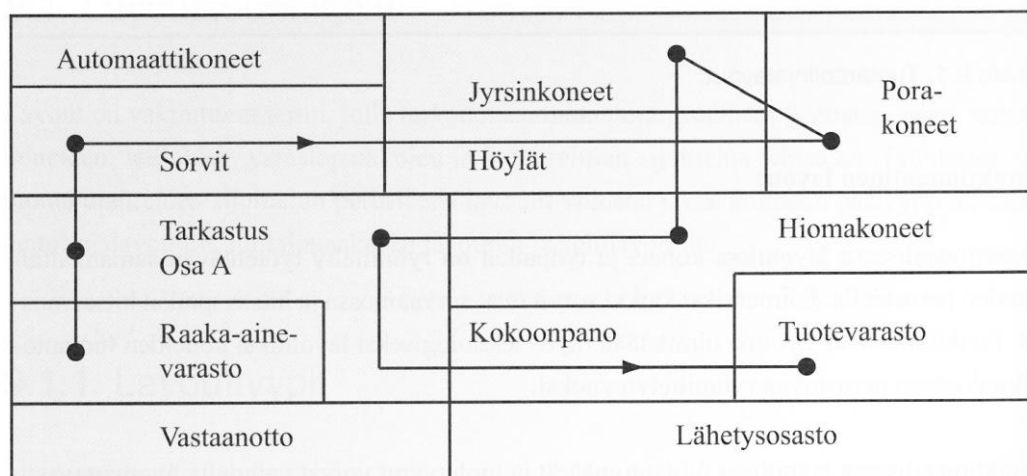 Automaattikoneet
Jyrsinkoneet
Pora-
koneet
Sorvit
Höylät
Tarkastus
Osa A
Hiomakoneet
Raaka-aine-
varasto
Kokoonpano
Tuotevarasto
Vastaanotto
Lähetysosasto